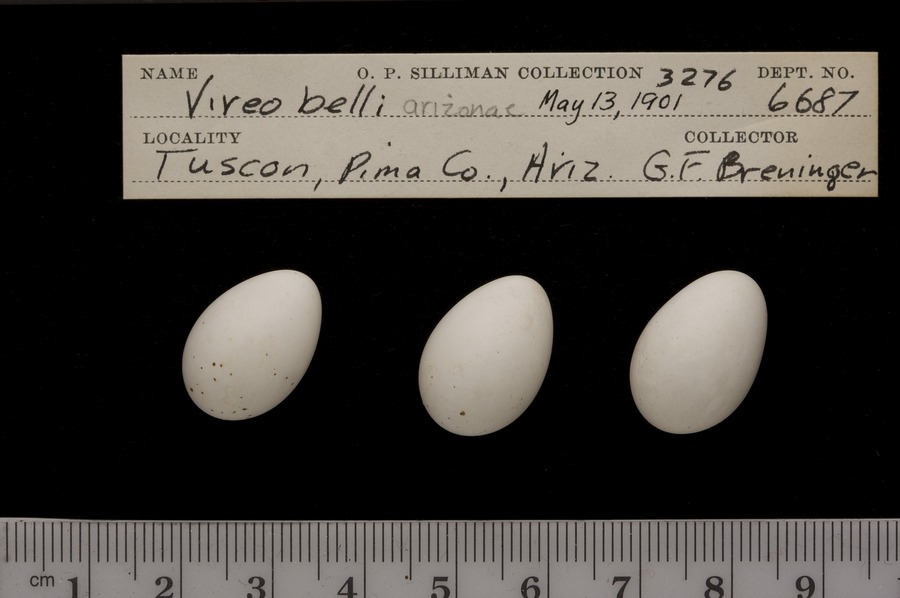 NAME O. P. SILLIMAN COLLECTION 3276 DEPT. NO.
Vireo belli arizonae May 13, 1901 6687
LOCALITY COLLECTOR
Tuscon, Pima Co., Ariz. G.F Breninger
cm 1 2 3 4 5 6 7 8 9